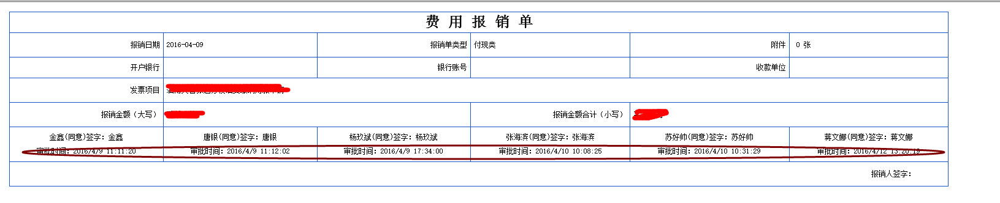 费用报销单
报销日期 2016-04-09 报销单类型 付现类 附件 0 张
开户银行 银行账号 收款单位
发票项目
报销金额(大写) 报销金额合计(小写)
金鑫(同意)签字: 金鑫 唐银(同意)签字: 唐银 杨玖斌(同意)签字: 杨玖斌 张海滨(同意)签字: 张海滨 苏好帅(同意)签字: 苏好帅 蒋文娜(同意)签字: 蒋文娜
审批时间: 2016/4/9 11:11:20 审批时间: 2016/4/9 11:12:02 审批时间: 2016/4/9 17:34:00 审批时间: 2016/4/10 10:08:25 审批时间: 2016/4/10 10:31:29 审批时间: 2016/4/12 13:20:19
报销人签字: